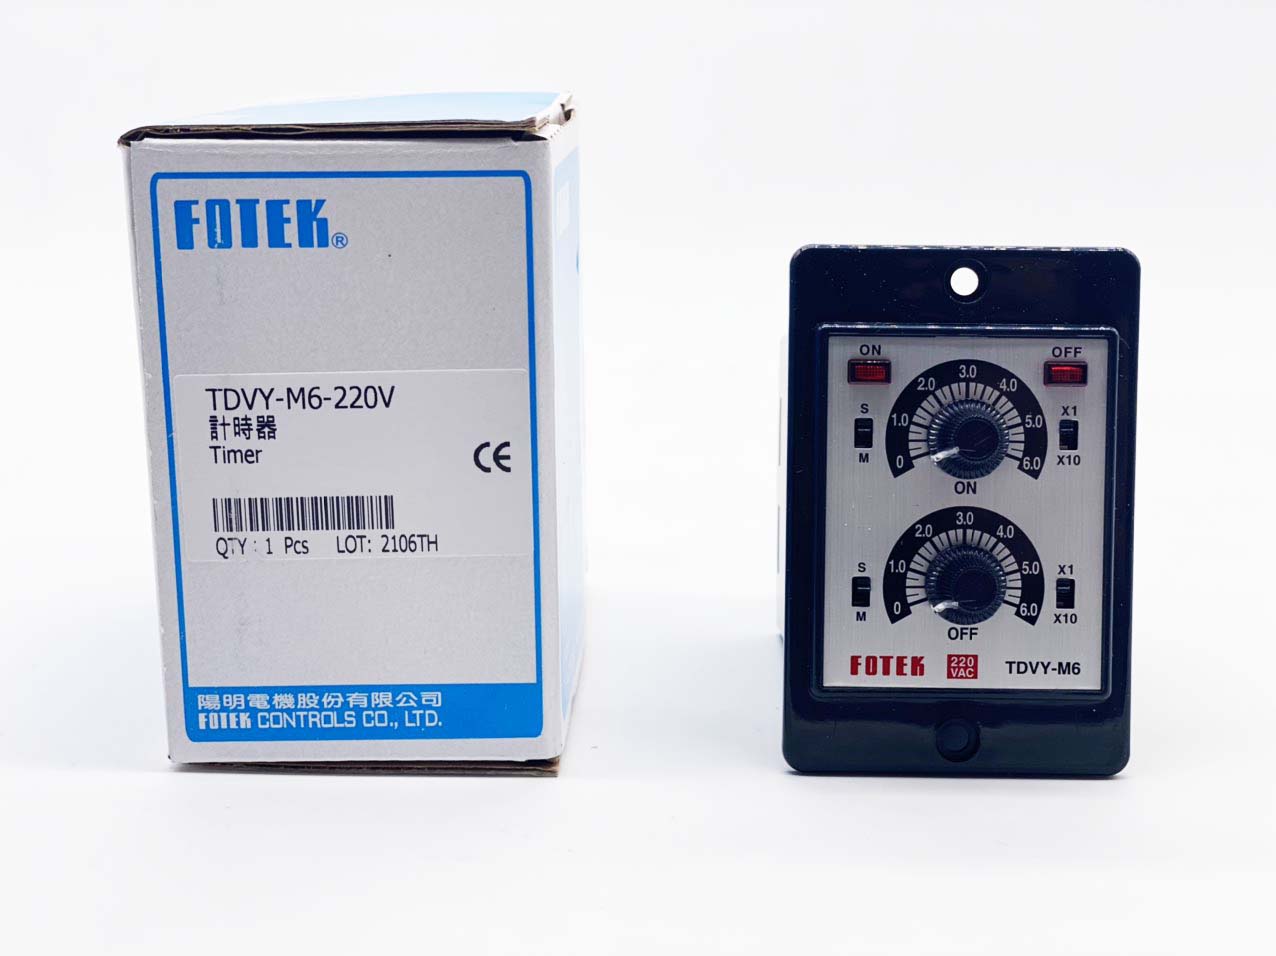 FOTEK®
TDVY-M6-220V
計時器
Timer
CE
QTY : 1 Pcs LOT: 2106TH
陽明電機股份有限公司
FOTEK CONTROLS CO., LTD.
ON OFF
0 1.0 2.0 3.0 4.0 5.0 6.0
S M
X1 X10
ON
0 1.0 2.0 3.0 4.0 5.0 6.0
S M
X1 X10
OFF
FOTEK 220 VAC TDVY-M6